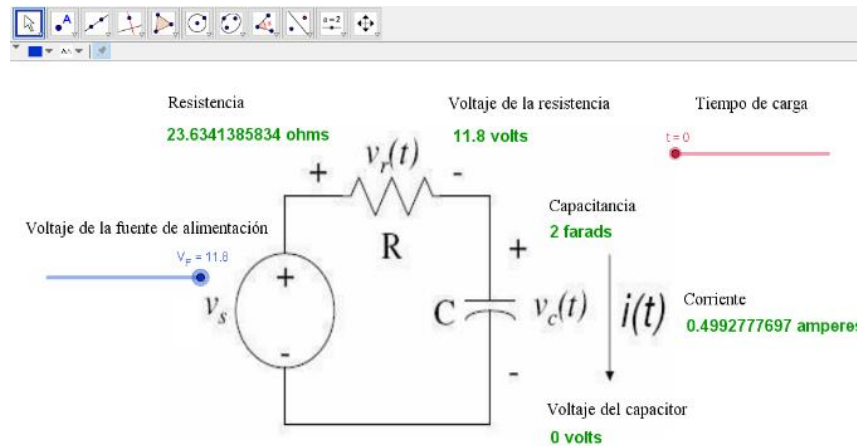 a=2
Resistencia
23.6341385834 ohms
Voltaje de la resistencia
11.8 volts
Tiempo de carga
t = 0
+ vr(t) -
R
Voltaje de la fuente de alimentación
VF = 11.8
vs
+
-
Capacitancia
2 farads
+
C vc(t)
-
i(t)
Corriente
0.4992777697 amperes
Voltaje del capacitor
0 volts